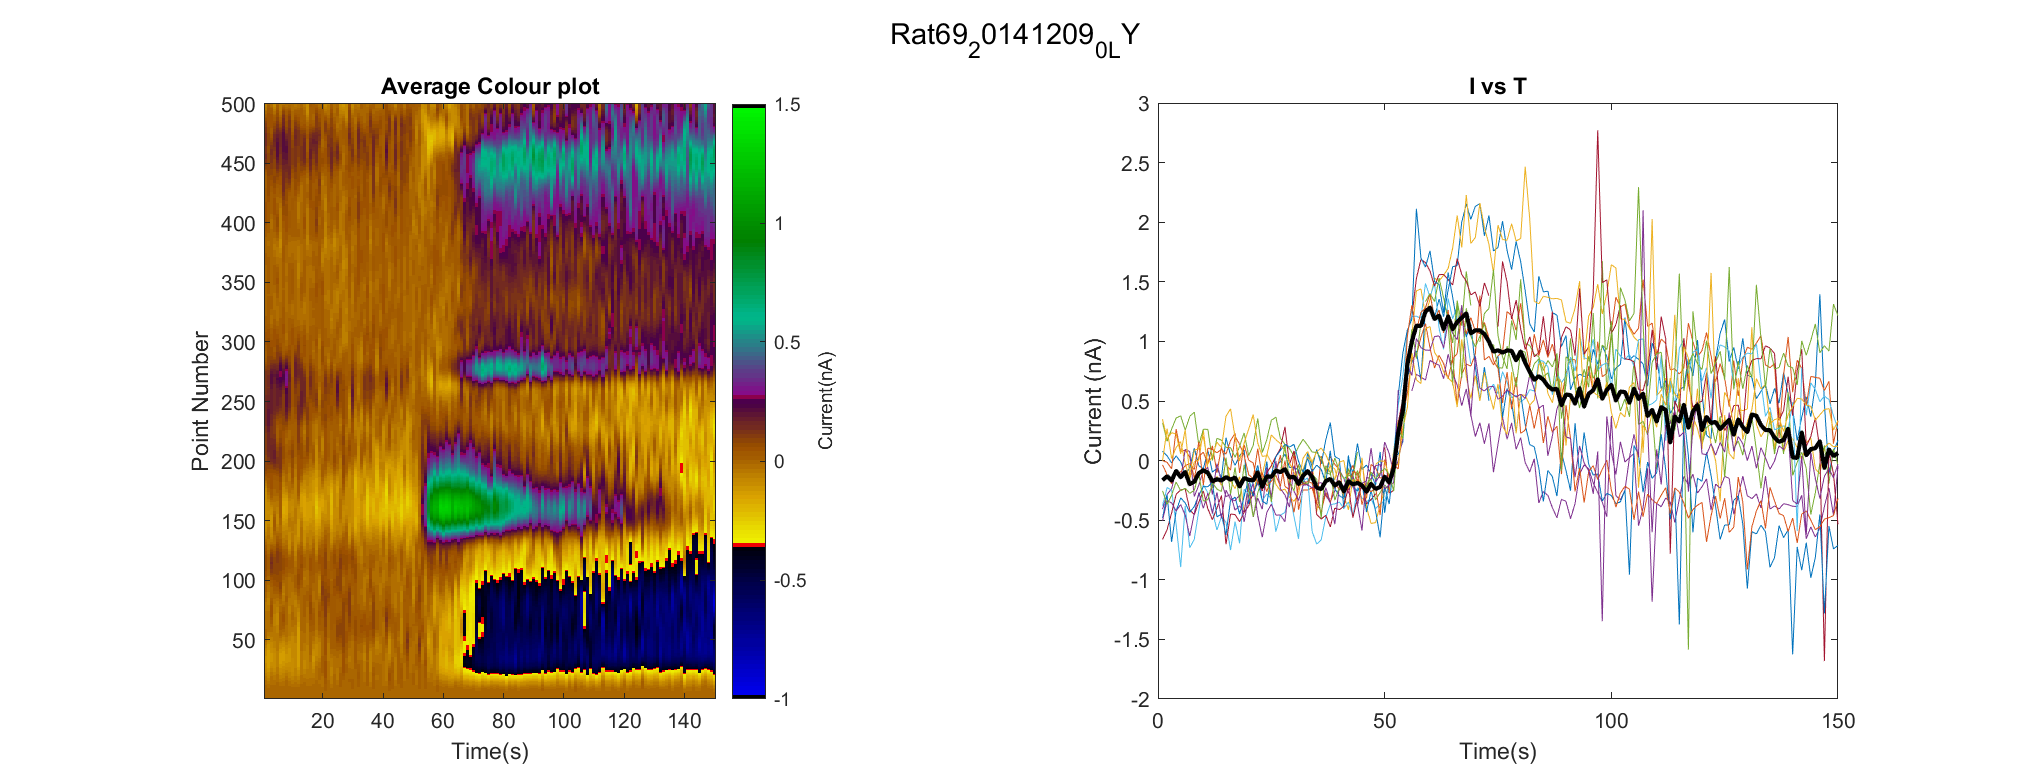 Rat69₂0141209₀LY
Average Colour plot
500
450
400
350
300
250
200
150
100
50
Point Number
20 40 60 80 100 120 140
Time(s)
1.5
1
0.5
0
-0.5
-1
Current(nA)
I vs T
3
2.5
2
1.5
1
0.5
0
-0.5
-1
-1.5
-2
Current (nA)
0 50 100 150
Time(s)